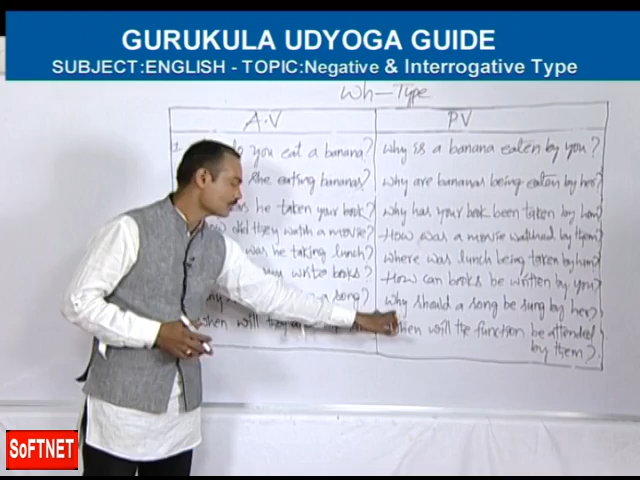 GURUKULA UDYOGA GUIDE
SUBJECT:ENGLISH - TOPIC:Negative & Interrogative Type
Wh-Type
A.V PV
you eat a banana? Why is a banana eaten by you?
she eating bananas? Why are bananas being eaten by her?
he taken your book? Why has your book been taken by him?
did they watch a movie? How was a movie watched by them?
was he taking lunch? Where was lunch being taken by him?
write books? How can books be written by you?
a song? Why should a song be sung by her?
When will they When will the function be attended
by them?
SoFTNET